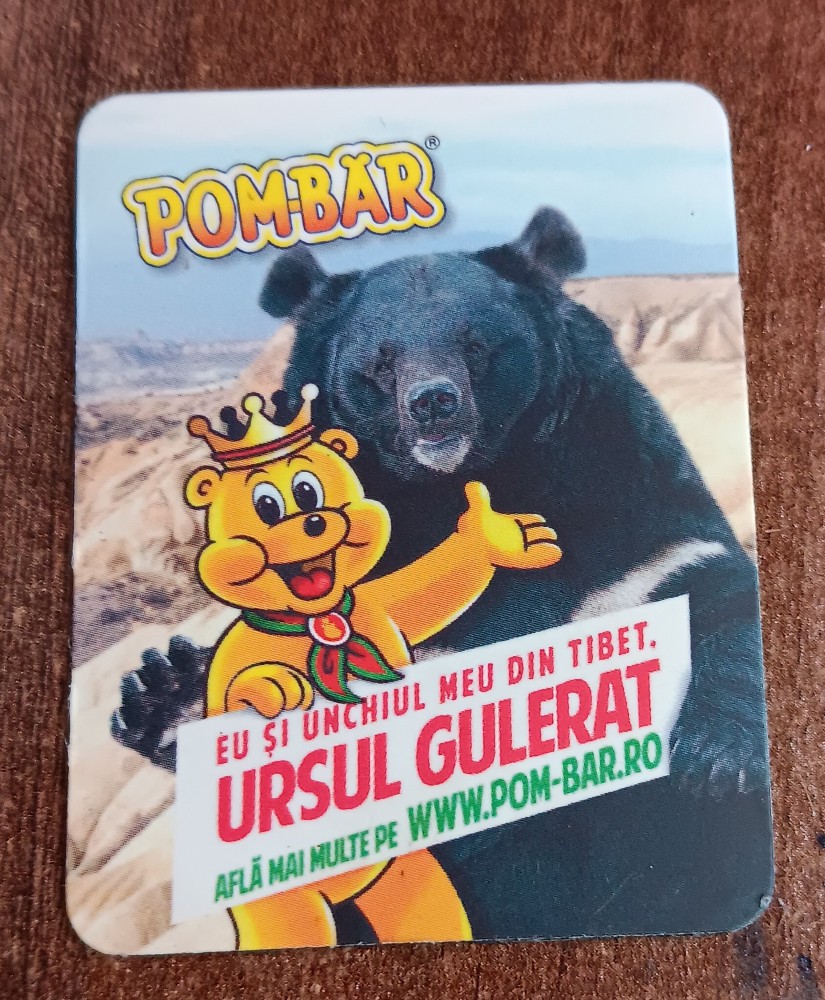 POM-BÄR®
EU ȘI UNCHIUL MEU DIN TIBET.
URSUL GULERAT
AFLĂ MAI MULTE PE WWW.POM-BAR.RO